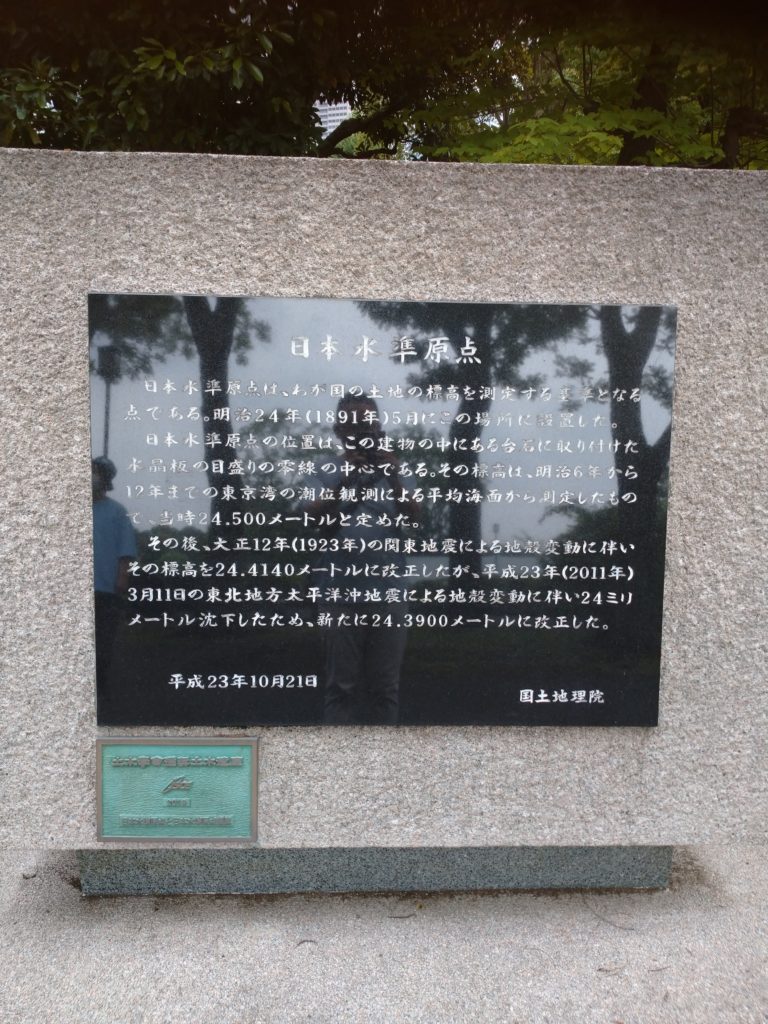 日本水準原点
日本水準原点は、わが国の土地の標高を測定する基準となる
点である。明治24年(1891年)5月にこの場所に設置した。
日本水準原点の位置は、この建物の中にある台石に取り付けた
水晶板の目盛りの零線の中心である。その標高は、明治6年から
12年までの東京湾の潮位観測による平均海面から測定したもの
で、当時24.500メートルと定めた。
その後、大正12年(1923年)の関東地震による地殻変動に伴い
その標高を24.4140メートルに改正したが、平成23年(2011年)
3月11日の東北地方太平洋沖地震による地殻変動に伴い24ミリ
メートル沈下したため、新たに24.3900メートルに改正した。
平成23年10月21日
国土地理院
土木学会選奨土木遺産